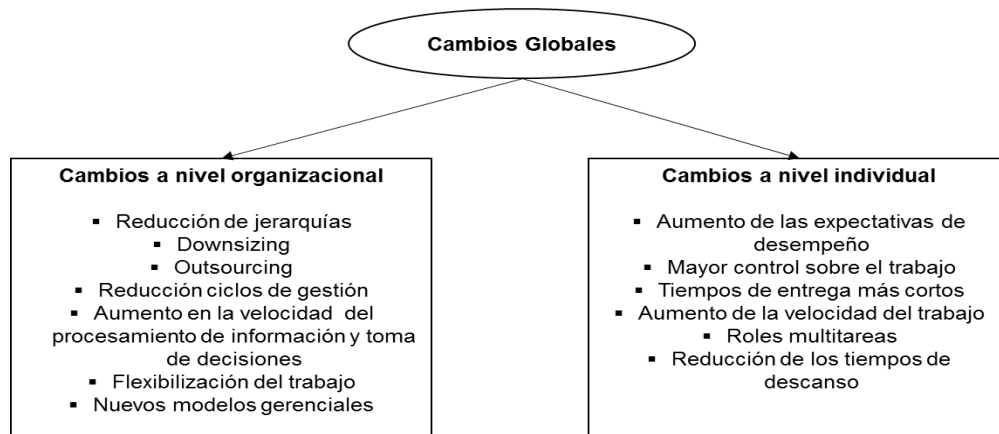 Cambios Globales
Cambios a nivel organizacional
▪ Reducción de jerarquías
▪ Downsizing
▪ Outsourcing
▪ Reducción ciclos de gestión
▪ Aumento en la velocidad del
procesamiento de información y toma
de decisiones
▪ Flexibilización del trabajo
▪ Nuevos modelos gerenciales
Cambios a nivel individual
▪ Aumento de las expectativas de
desempeño
▪ Mayor control sobre el trabajo
▪ Tiempos de entrega más cortos
▪ Aumento de la velocidad del trabajo
▪ Roles multitareas
▪ Reducción de los tiempos de
descanso